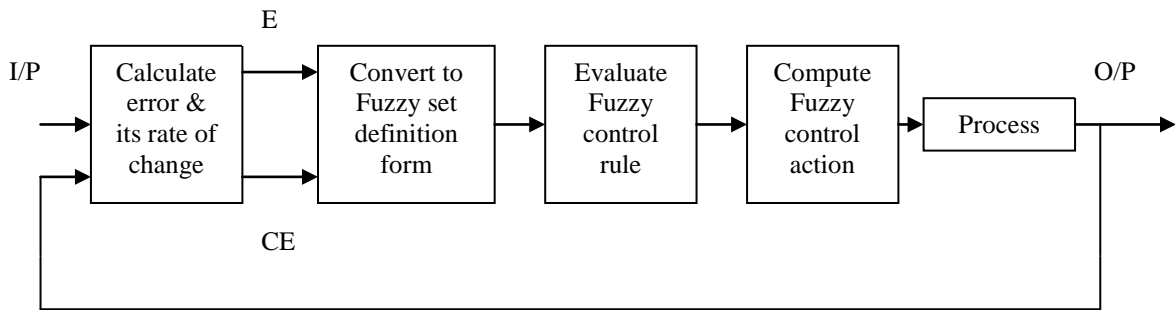 E
I/P
Calculate
error &
its rate of
change
Convert to
Fuzzy set
definition
form
Evaluate
Fuzzy
control
rule
Compute
Fuzzy
control
action
Process
O/P
CE